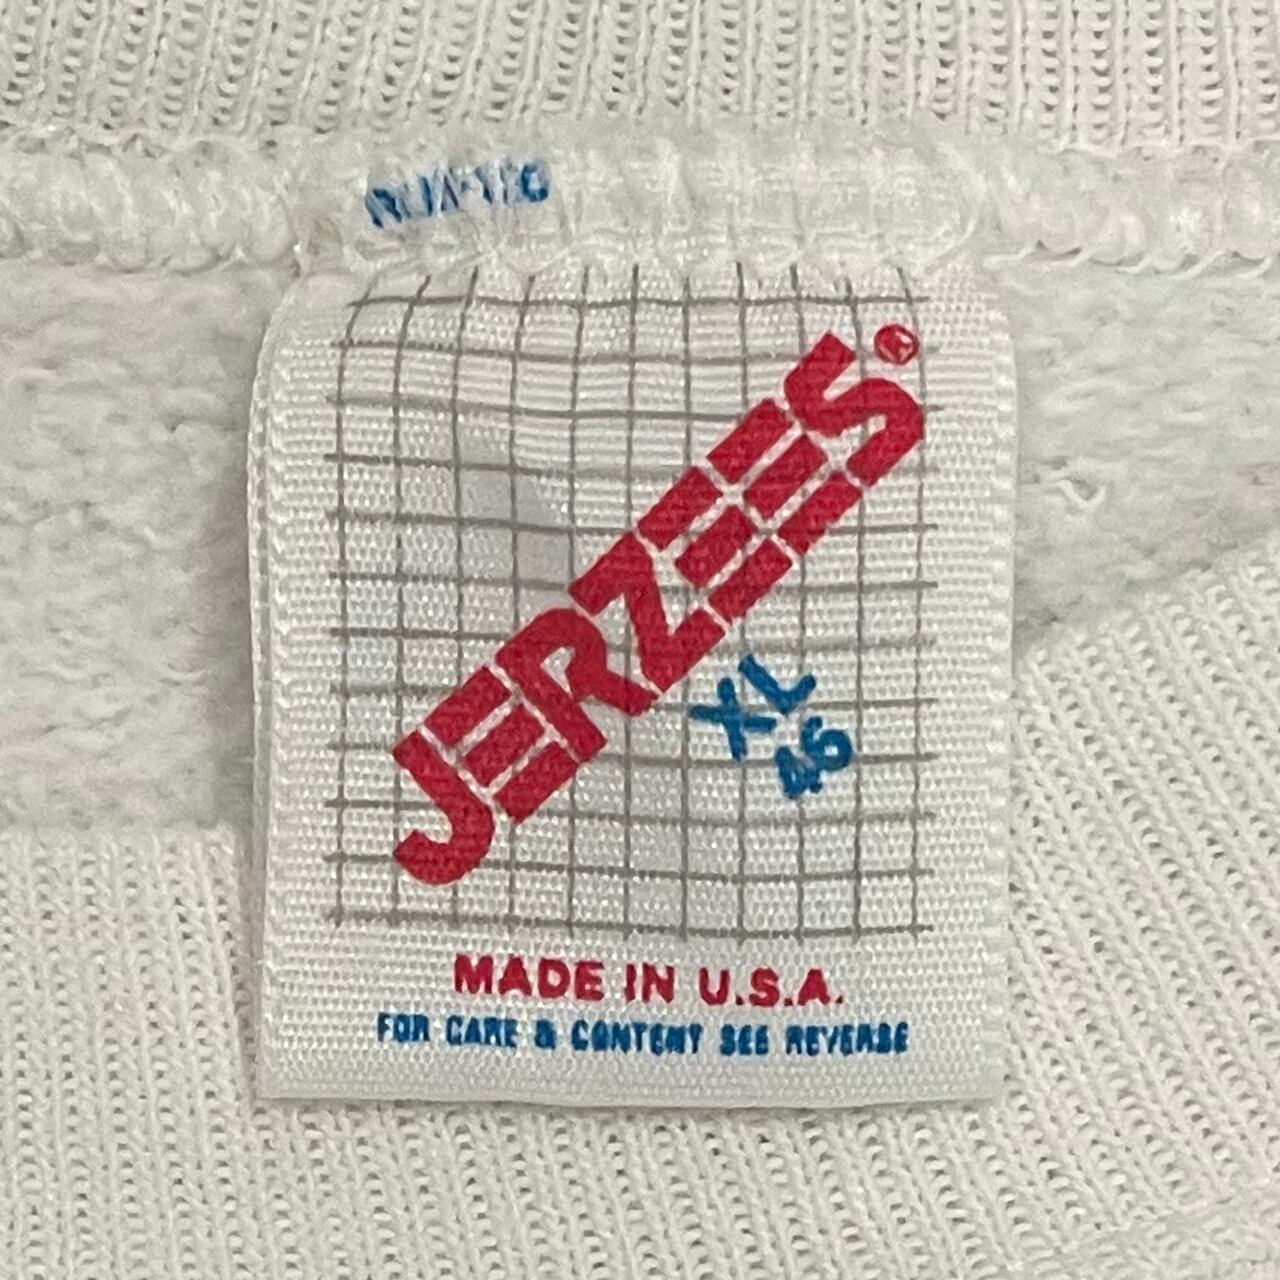 JERZEES®
XL
46
MADE IN U.S.A.
FOR CARE & CONTENT SEE REVERSE